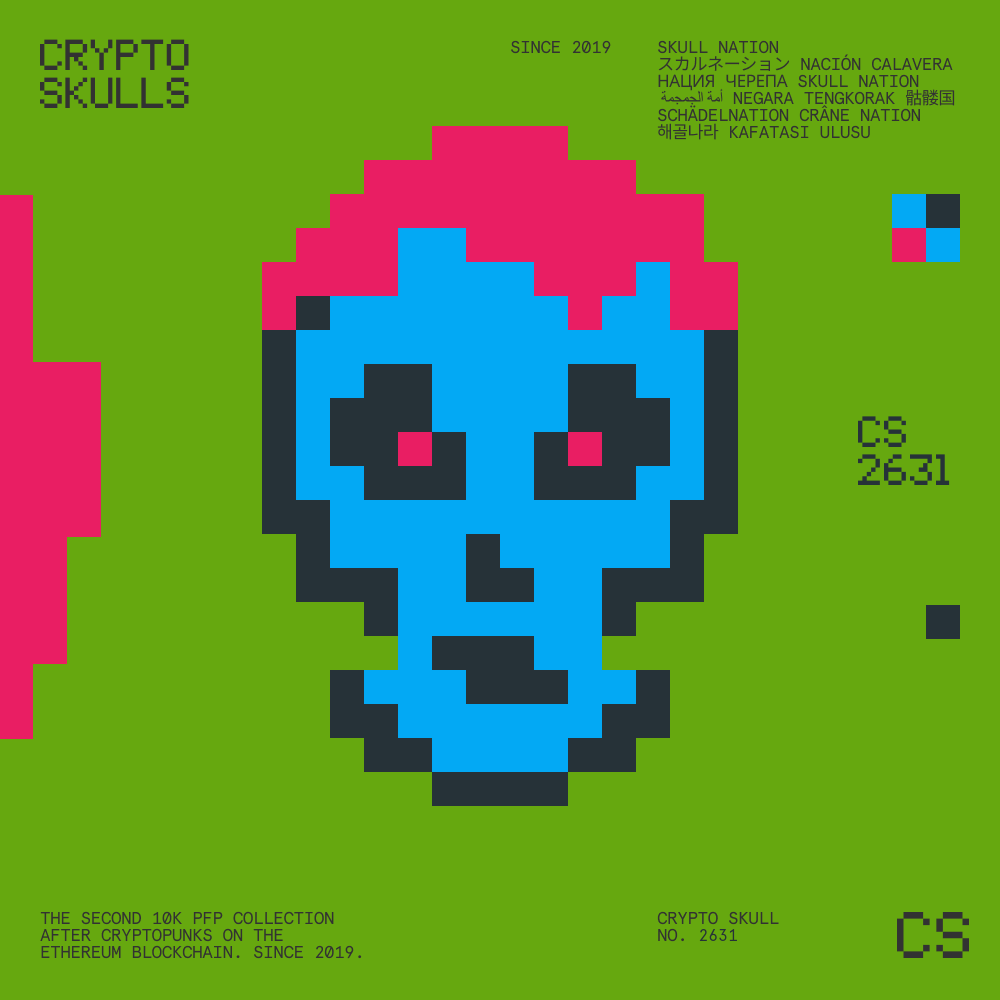 CRYPTO
SKULLS
SINCE 2019
SKULL NATION
スカルネーション NACIÓN CALAVERA
НАЦИЯ ЧЕРЕПА SKULL NATION
أمة الجمجمة NEGARA TENGKORAK 骷髅国
SCHÄDELNATION CRÂNE NATION
해골나라 KAFATASI ULUSU
CS
2631
THE SECOND 10K PFP COLLECTION
AFTER CRYPTOPUNKS ON THE
ETHEREUM BLOCKCHAIN. SINCE 2019.
CRYPTO SKULL
NO. 2631
CS